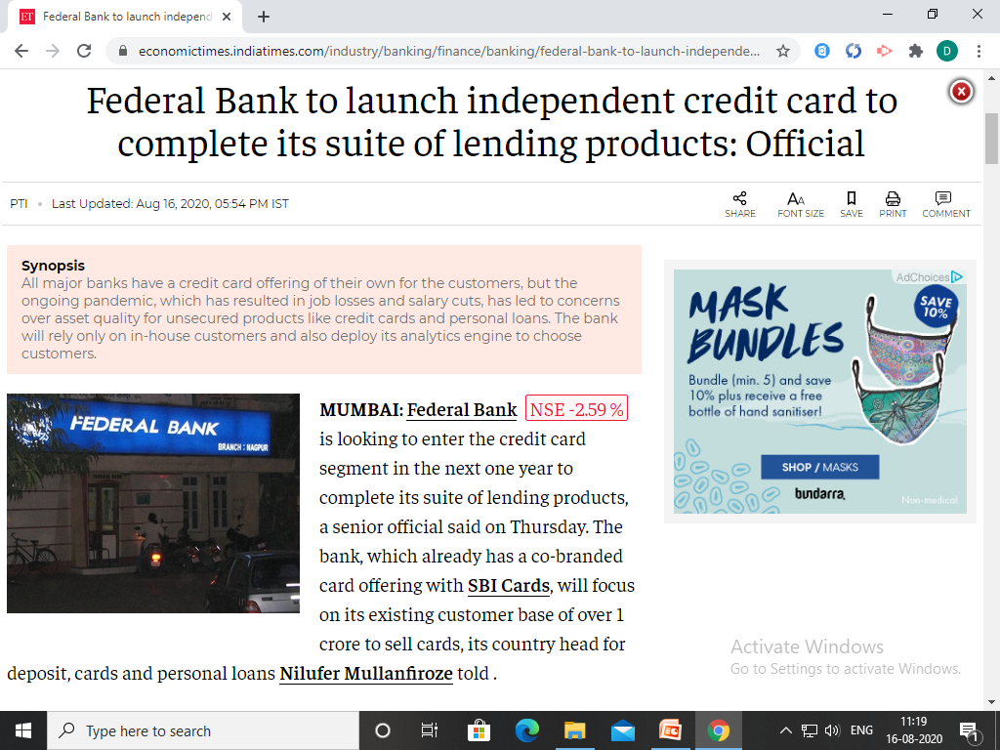 Federal Bank to launch independ
economictimes.indiatimes.com/industry/banking/finance/banking/federal-bank-to-launch-independe...
D
Federal Bank to launch independent credit card to
complete its suite of lending products: Official
PTI • Last Updated: Aug 16, 2020, 05:54 PM IST
SHARE FONT SIZE SAVE PRINT COMMENT
Synopsis
All major banks have a credit card offering of their own for the customers, but the
ongoing pandemic, which has resulted in job losses and salary cuts, has led to concerns
over asset quality for unsecured products like credit cards and personal loans. The bank
will rely only on in-house customers and also deploy its analytics engine to choose
customers.
FEDERAL BANK
BRANCH : NAGPUR
MUMBAI: Federal Bank NSE -2.59 %
is looking to enter the credit card
segment in the next one year to
complete its suite of lending products,
a senior official said on Thursday. The
bank, which already has a co-branded
card offering with SBI Cards, will focus
on its existing customer base of over 1
crore to sell cards, its country head for
deposit, cards and personal loans Nilufer Mullanfiroze told .
AdChoices
MASK
BUNDLES
SAVE
10%
Bundle (min. 5) and save
10% plus receive a free
bottle of hand sanitiser!
SHOP / MASKS
bundarra.
Non-medical.
Activate Windows
Go to Settings to activate Windows.
Type here to search
ENG
11:19
16-08-2020
1